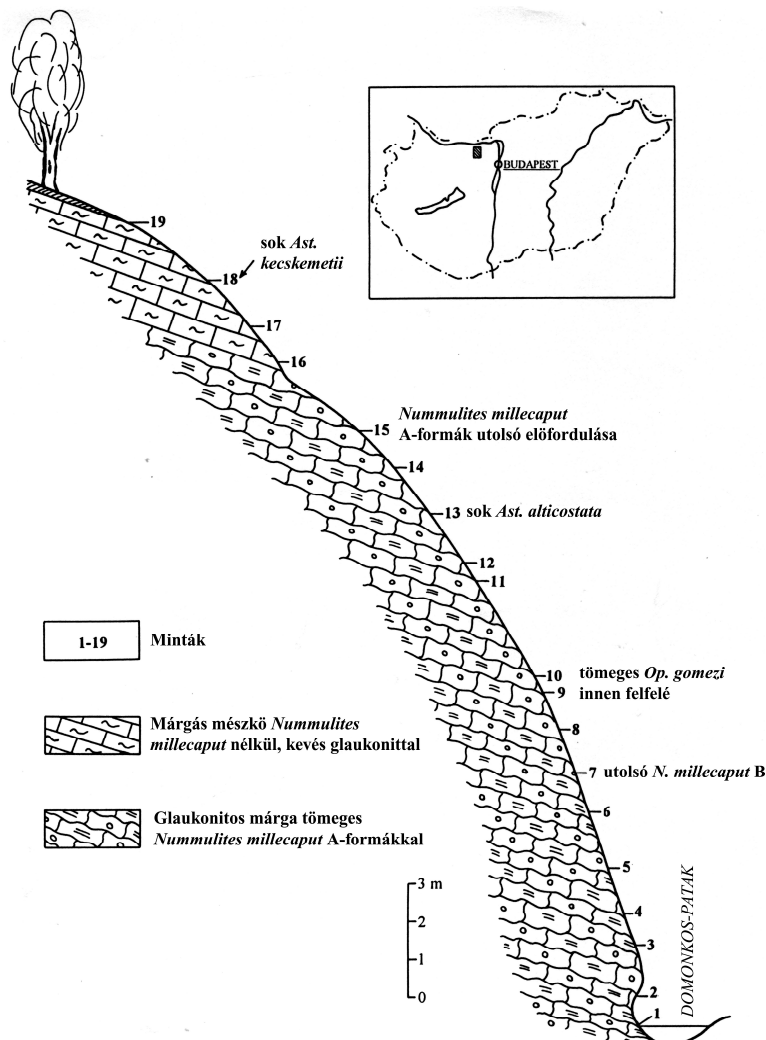 BUDAPEST
19
sok Ast.
kecskemetii
18
17
16
Nummulites millecaput
A-formák utolsó elöfordulása
15
14
13 sok Ast. alticostata
12
11
1-19 Minták
10
9
tömeges Op. gomezi
innen felfelé
8
Márgás mészkö Nummulites
millecaput nélkül, kevés glaukonittal
7 utolsó N. millecaput B
6
Glaukonitos márga tömeges
Nummulites millecaput A-formákkal
5
3 m
2
1
0
4
3
2
1
DOMONKOS-PATAK